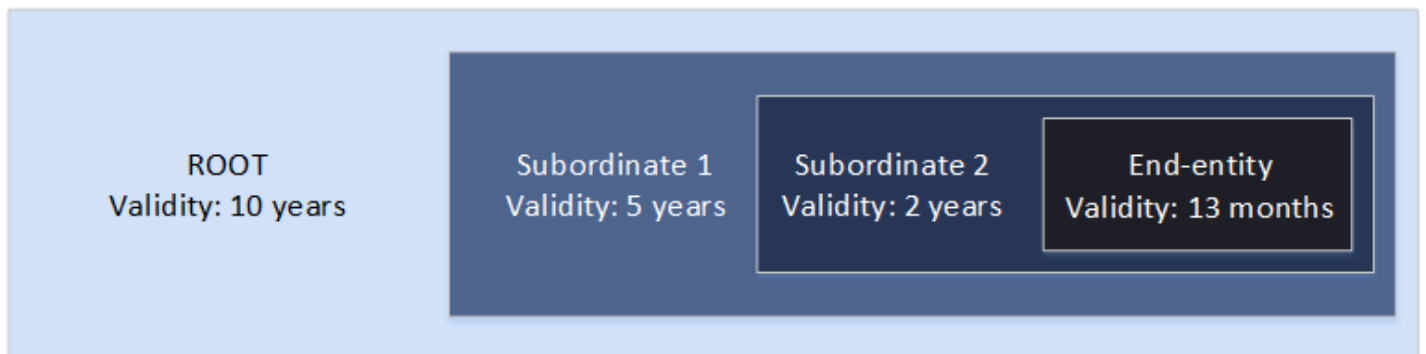 ROOT
Validity: 10 years
Subordinate 1
Validity: 5 years
Subordinate 2
Validity: 2 years
End-entity
Validity: 13 months